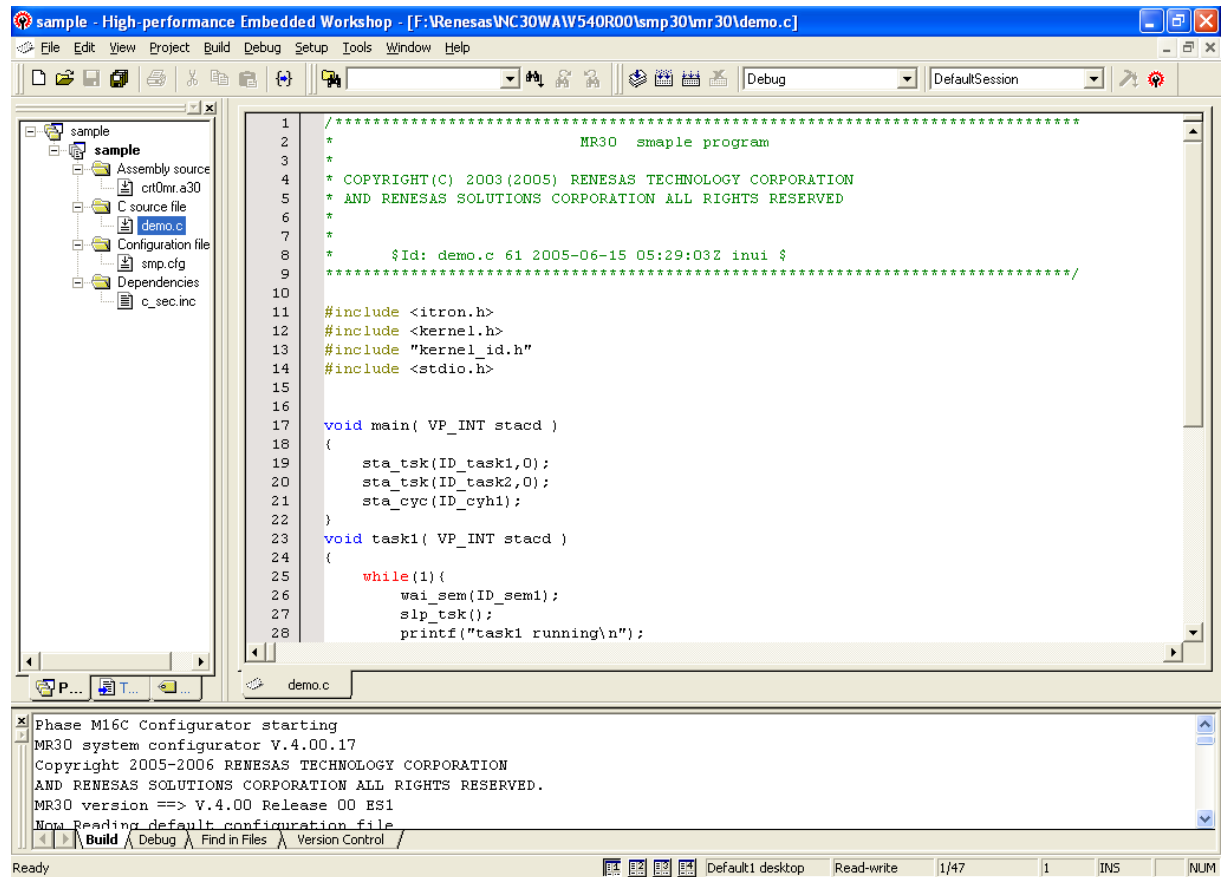 sample - High-performance Embedded Workshop - [F:\Renesas\NC30WA\V540R00\smp30\mr30\demo.c]
File Edit View Project Build Debug Setup Tools Window Help
Debug DefaultSession
sample
sample
Assembly source
crt0mr.a30
C source file
demo.c
Configuration file
smp.cfg
Dependencies
c_sec.inc
P... T... ...
1 /*******************************************************************************
2 * MR30 smaple program
3 *
4 * COPYRIGHT(C) 2003(2005) RENESAS TECHNOLOGY CORPORATION
5 * AND RENESAS SOLUTIONS CORPORATION ALL RIGHTS RESERVED
6 *
7 *
8 * $Id: demo.c 61 2005-06-15 05:29:03Z inui $
9 *******************************************************************************/
10
11 #include <itron.h>
12 #include <kernel.h>
13 #include "kernel_id.h"
14 #include <stdio.h>
15
16
17 void main( VP_INT stacd )
18 {
19 sta_tsk(ID_task1,0);
20 sta_tsk(ID_task2,0);
21 sta_cyc(ID_cyh1);
22 }
23 void task1( VP_INT stacd )
24 {
25 while(1){
26 wai_sem(ID_sem1);
27 slp_tsk();
28 printf("task1 running\n");
demo.c
Phase M16C Configurator starting
MR30 system configurator V.4.00.17
Copyright 2005-2006 RENESAS TECHNOLOGY CORPORATION
AND RENESAS SOLUTIONS CORPORATION ALL RIGHTS RESERVED.
MR30 version ==> V.4.00 Release 00 ES1
Now Reading default configuration file
Build Debug Find in Files Version Control
Ready 1 2 3 4 Default1 desktop Read-write 1/47 1 INS NUM